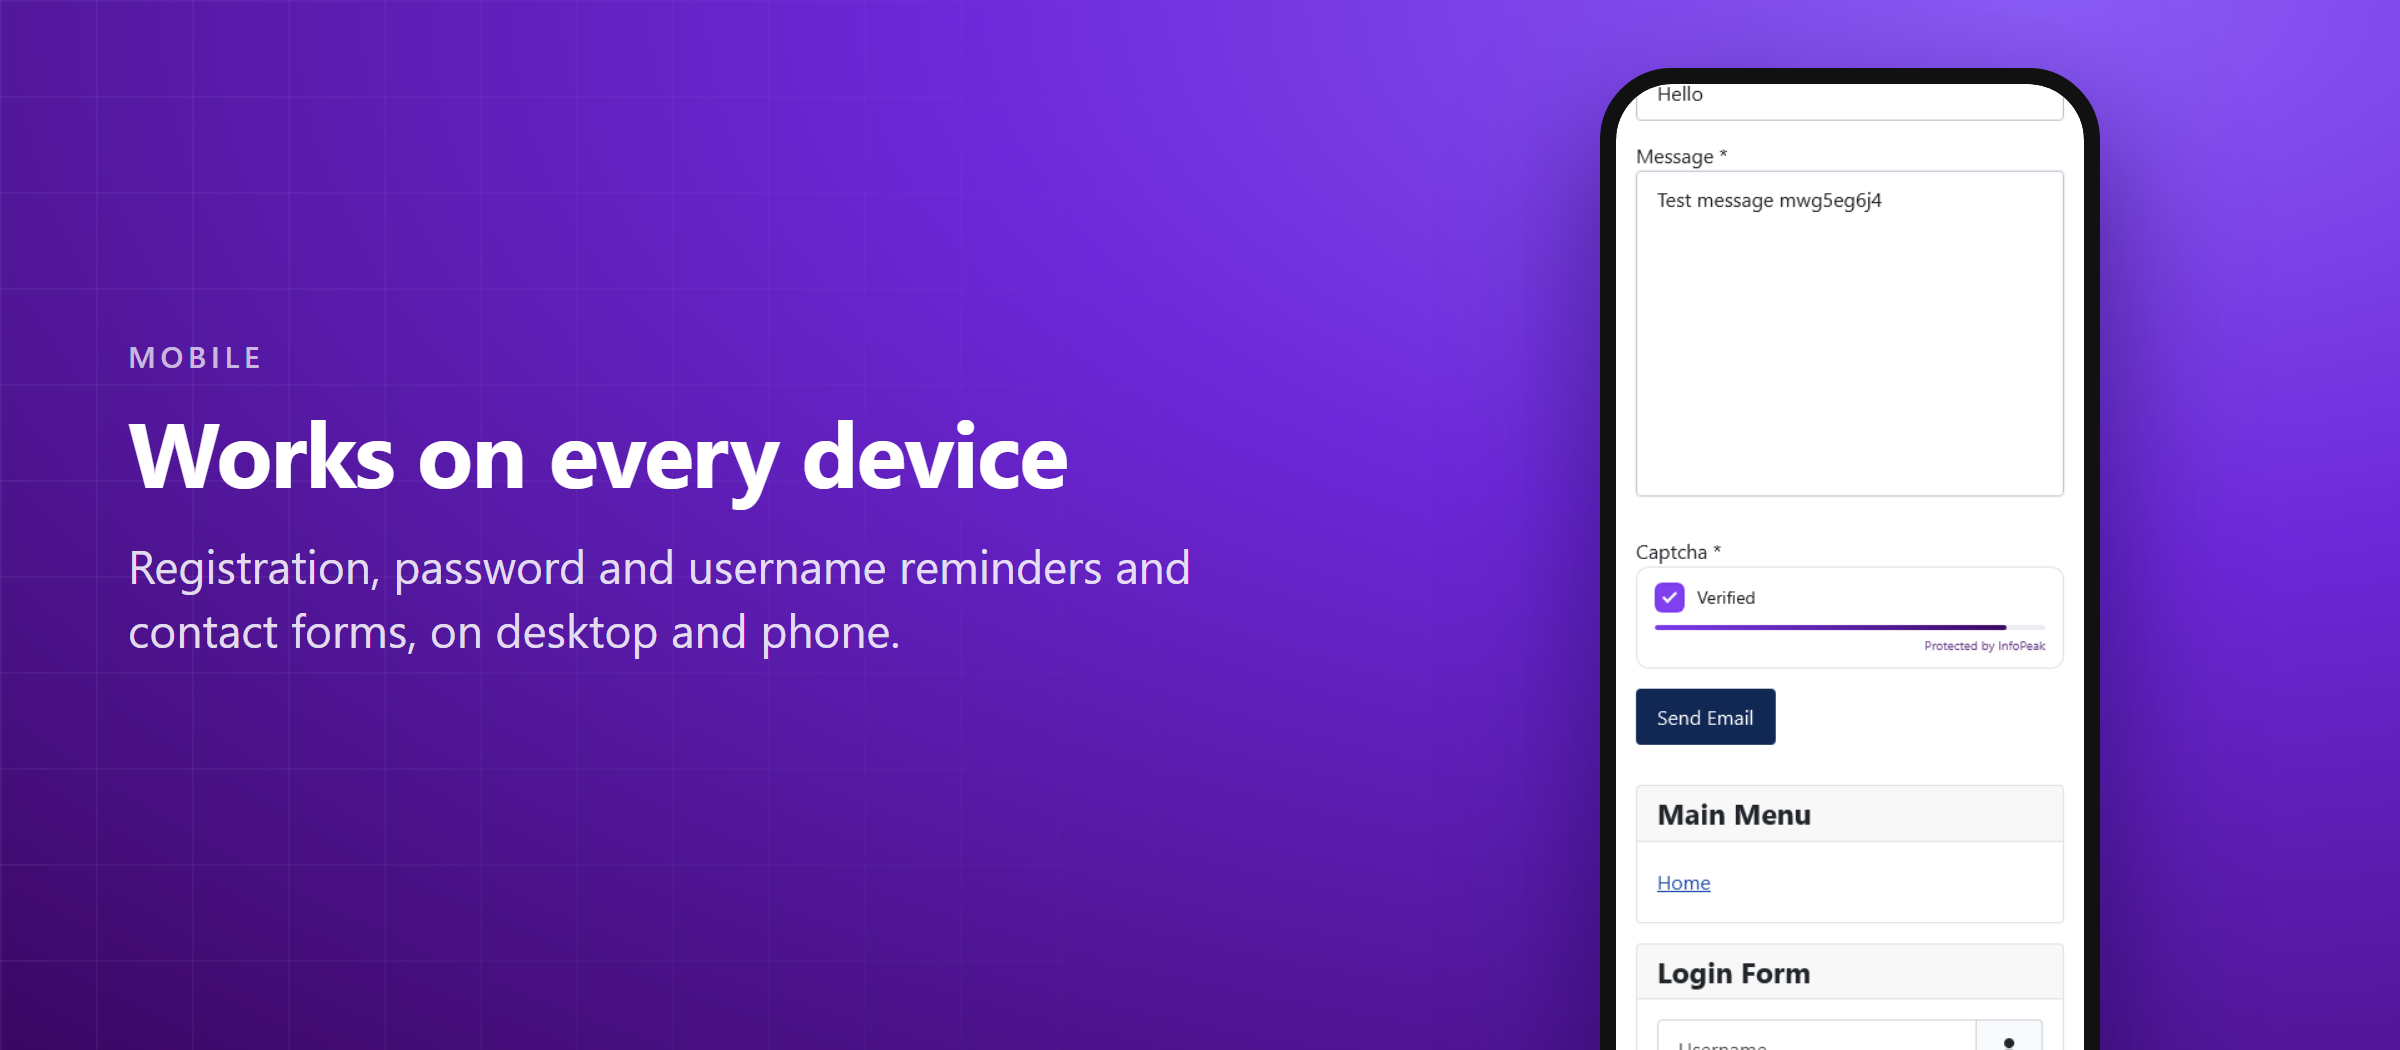 MOBILE
Works on every device
Registration, password and username reminders and
contact forms, on desktop and phone.
Hello
Message *
Test message mwg5eg6j4
Captcha *
Verified
Protected by InfoPeak
Send Email
Main Menu
Home
Login Form
Username